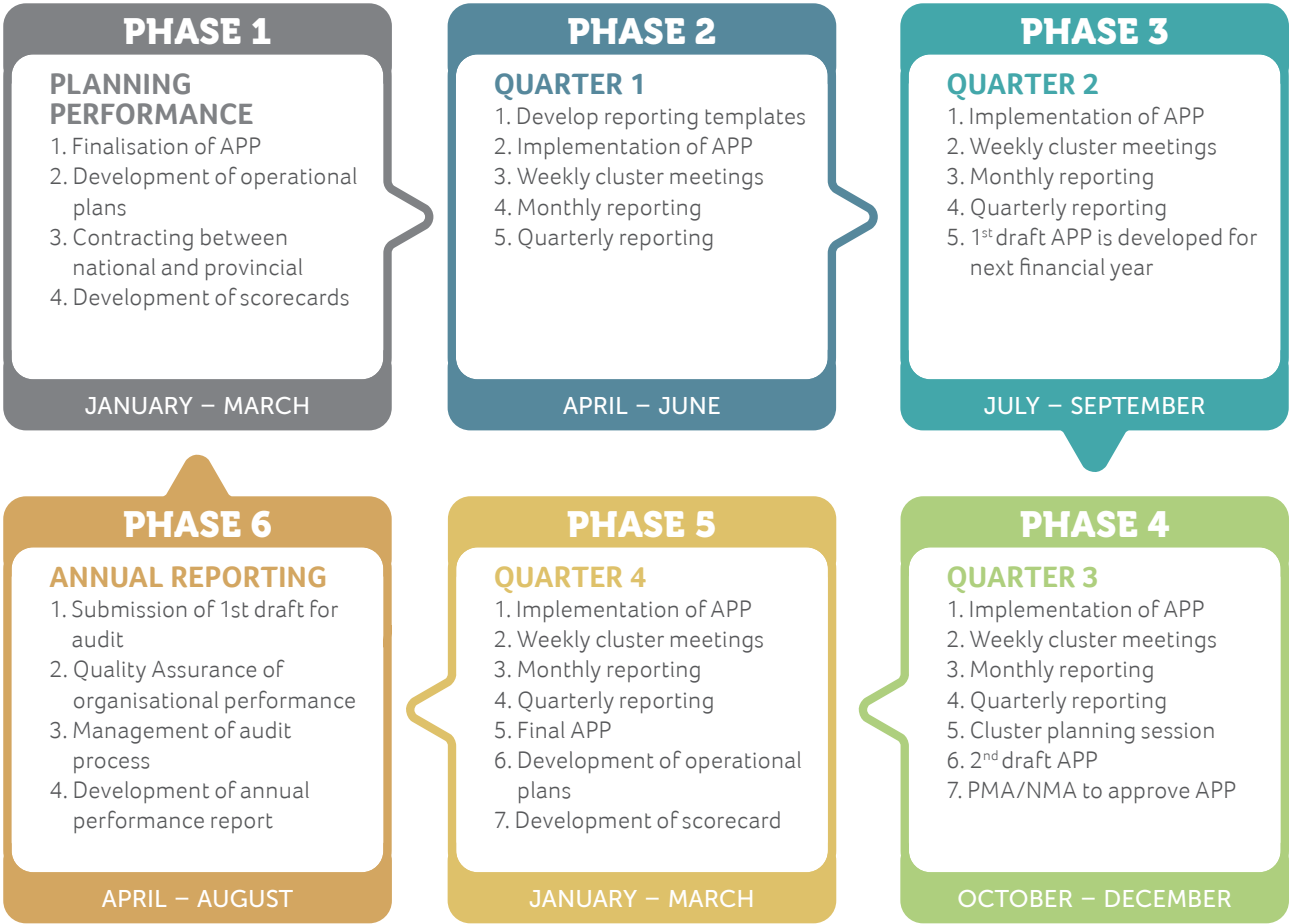 PHASE 1
PLANNING
PERFORMANCE
1. Finalisation of APP
2. Development of operational
plans
3. Contracting between
national and provincial
4. Development of scorecards
JANUARY – MARCH
PHASE 2
QUARTER 1
1. Develop reporting templates
2. Implementation of APP
3. Weekly cluster meetings
4. Monthly reporting
5. Quarterly reporting
APRIL – JUNE
PHASE 3
QUARTER 2
1. Implementation of APP
2. Weekly cluster meetings
3. Monthly reporting
4. Quarterly reporting
5. 1st draft APP is developed for
next financial year
JULY – SEPTEMBER
PHASE 4
QUARTER 3
1. Implementation of APP
2. Weekly cluster meetings
3. Monthly reporting
4. Quarterly reporting
5. Cluster planning session
6. 2nd draft APP
7. PMA/NMA to approve APP
OCTOBER – DECEMBER
PHASE 5
QUARTER 4
1. Implementation of APP
2. Weekly cluster meetings
3. Monthly reporting
4. Quarterly reporting
5. Final APP
6. Development of operational
plans
7. Development of scorecard
JANUARY – MARCH
PHASE 6
ANNUAL REPORTING
1. Submission of 1st draft for
audit
2. Quality Assurance of
organisational performance
3. Management of audit
process
4. Development of annual
performance report
APRIL – AUGUST